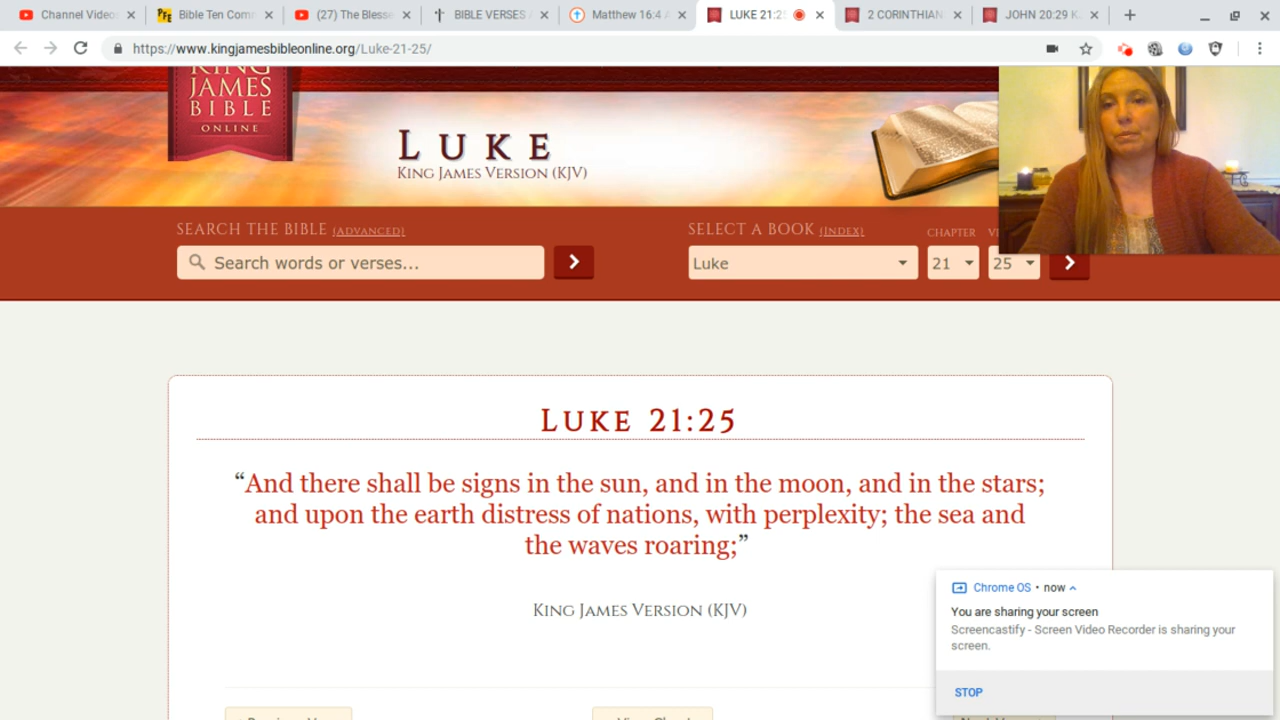 Channel Videos
Bible Ten Comm
(27) The Blesse
BIBLE VERSES
Matthew 16:4
LUKE 21:25
2 CORINTHIAN
JOHN 20:29 K
https://www.kingjamesbibleonline.org/Luke-21-25/
KING
JAMES
BIBLE
ONLINE
LUKE
KING JAMES VERSION (KJV)
SEARCH THE BIBLE (ADVANCED)
SELECT A BOOK (INDEX)
CHAPTER
Search words or verses...
Luke
21
25
LUKE 21:25
“And there shall be signs in the sun, and in the moon, and in the stars;
and upon the earth distress of nations, with perplexity; the sea and
the waves roaring;”
KING JAMES VERSION (KJV)
Chrome OS • now
You are sharing your screen
Screencastify - Screen Video Recorder is sharing your
screen.
STOP